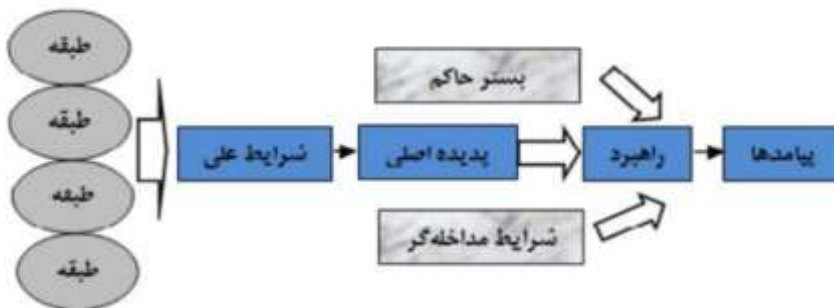 طبقه
طبقه
طبقه
طبقه
شرایط علی
پدیده اصلی
بستر حاکم
شرایط مداخله‌گر
راهبرد
پیامدها